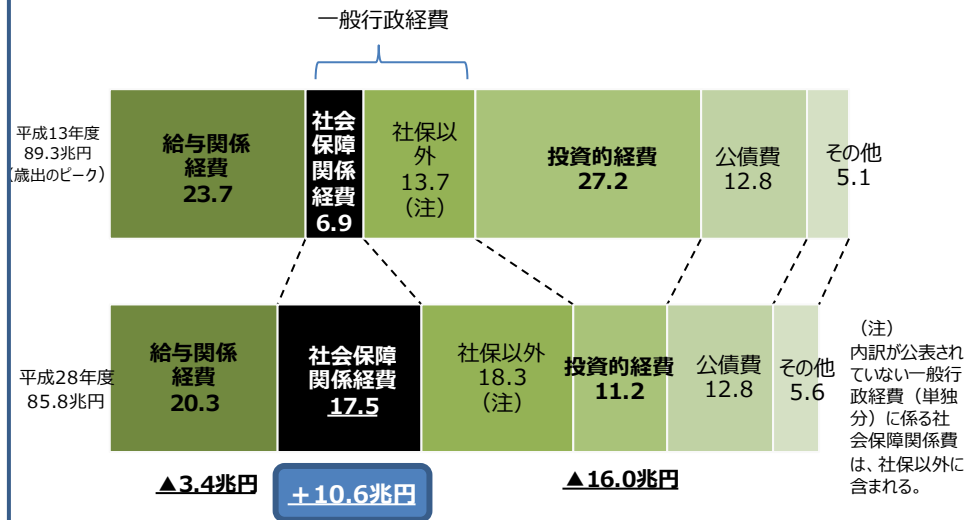 一般行政経費
平成13年度
89.3兆円
(歳出のピーク)
給与関係
経費
23.7
社会
保障
関係
経費
6.9
社保以
外
13.7
（注）
投資的経費
27.2
公債費
12.8
その他
5.1
平成28年度
85.8兆円
給与関係
経費
20.3
社会保障
関係経費
17.5
社保以外
18.3
（注）
投資的経費
11.2
公債費
12.8
その他
5.6
（注）
内訳が公表され
ていない一般行
政経費（単独
分）に係る社
会保障関係費
は、社保以外に
含まれる。
▲3.4兆円
＋10.6兆円
▲16.0兆円